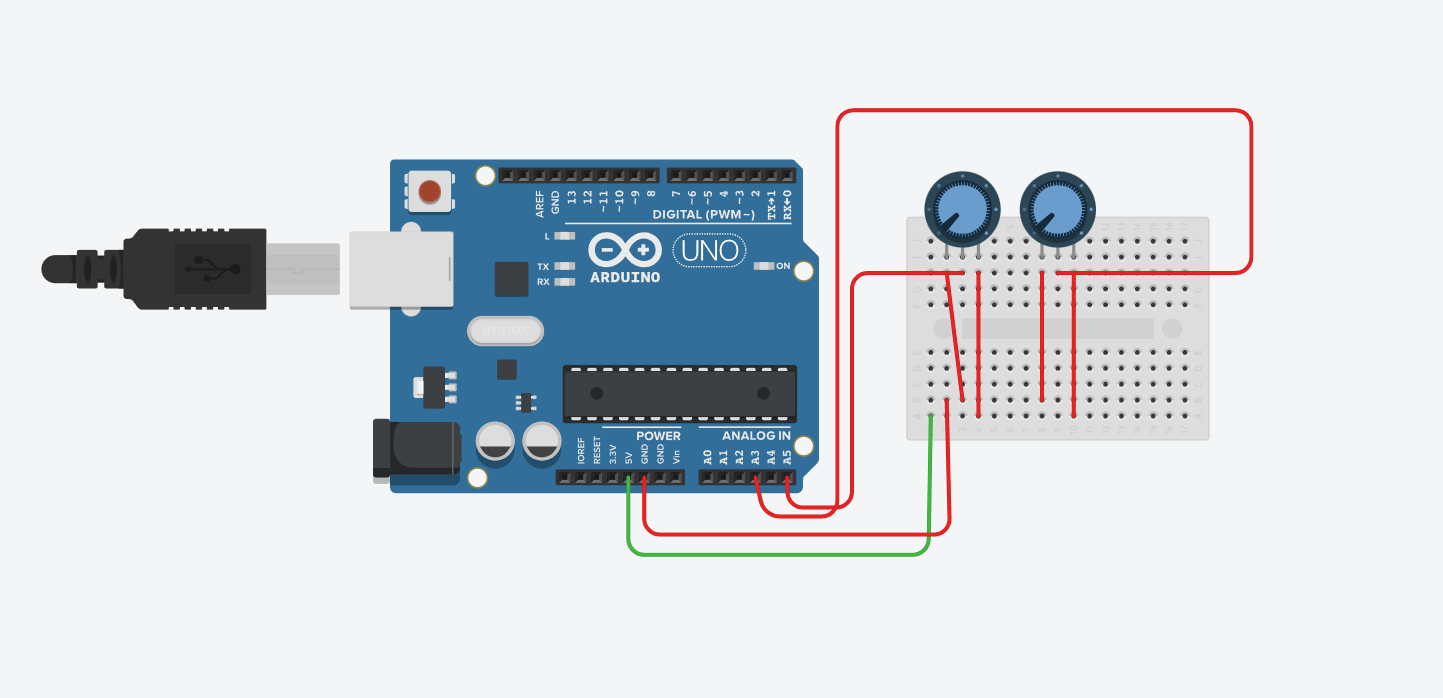 AREF
GND
13
12
~11
~10
~9
8
7
~6
~5
4
~3
2
TX→1
RX←0
DIGITAL (PWM~)
L
TX
RX
ARDUINO
UNO
ON
POWER
ANALOG IN
IOREF
RESET
3.3V
5V
GND
GND
Vin
A0
A1
A2
A3
A4
A5